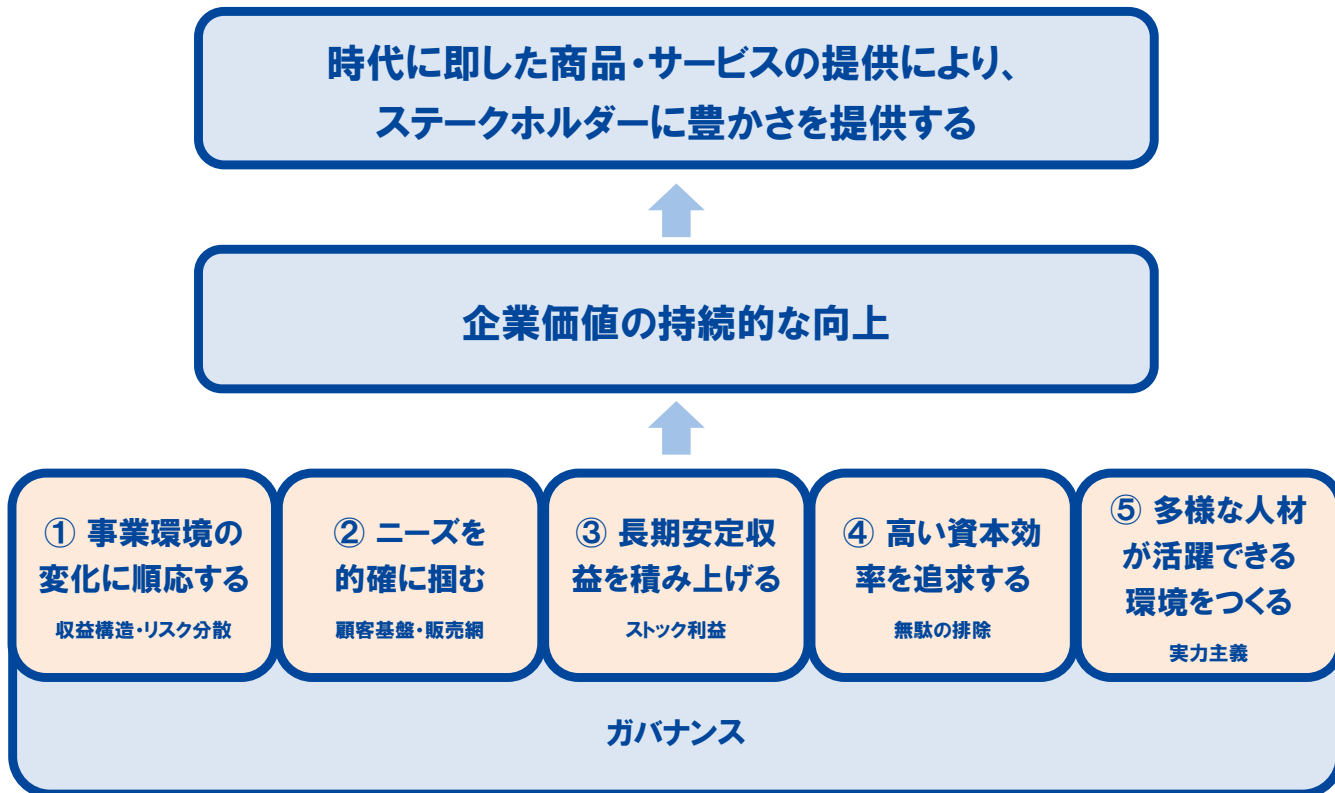 時代に即した商品・サービスの提供により、
ステークホルダーに豊かさを提供する
企業価値の持続的な向上
① 事業環境の
変化に順応する
収益構造・リスク分散
② ニーズを
的確に掴む
顧客基盤・販売網
③ 長期安定収
益を積み上げる
ストック利益
④ 高い資本効
率を追求する
無駄の排除
⑤ 多様な人材
が活躍できる
環境をつくる
実力主義
ガバナンス